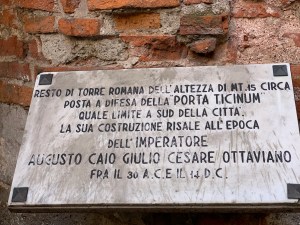 RESTO DI TORRE ROMANA DELL'ALTEZZA DI MT. 15 CIRCA
POSTA A DIFESA DELLA "PORTA TICINUM"
QUALE LIMITE A SUD DELLA CITTÀ.
LA SUA COSTRUZIONE RISALE ALL'EPOCA
DELL'IMPERATORE
AUGUSTO CAIO GIULIO CESARE OTTAVIANO
FRA IL 30 A.C. E IL 14 D.C.